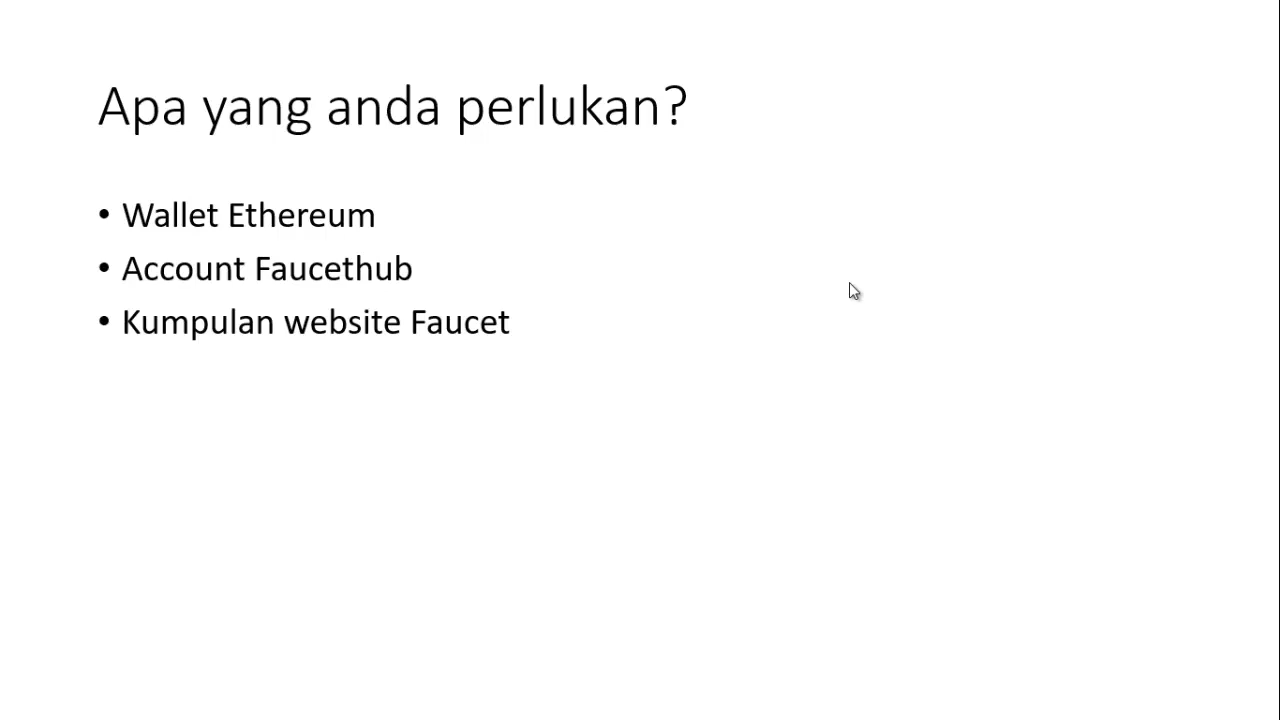 Apa yang anda perlukan?
• Wallet Ethereum
• Account Faucethub
• Kumpulan website Faucet